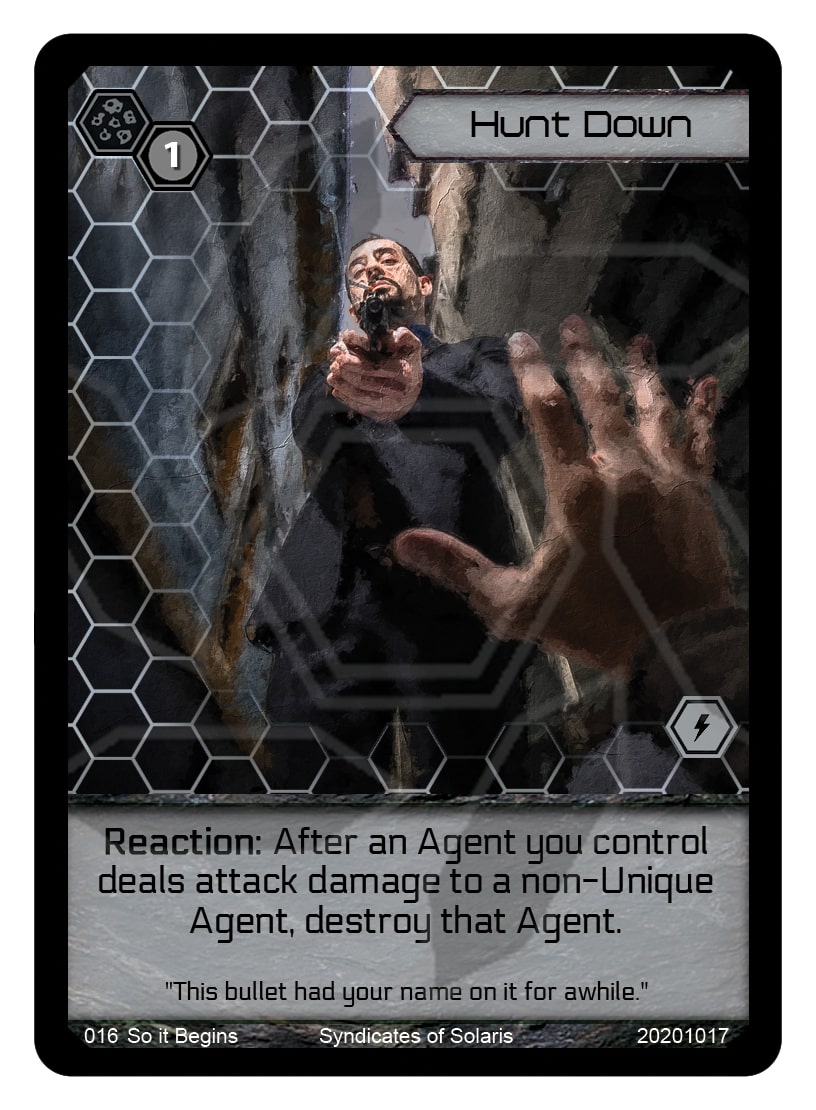 1
Hunt Down
Reaction: After an Agent you control
deals attack damage to a non-Unique
Agent, destroy that Agent.
"This bullet had your name on it for awhile."
016 So it Begins Syndicates of Solaris 20201017